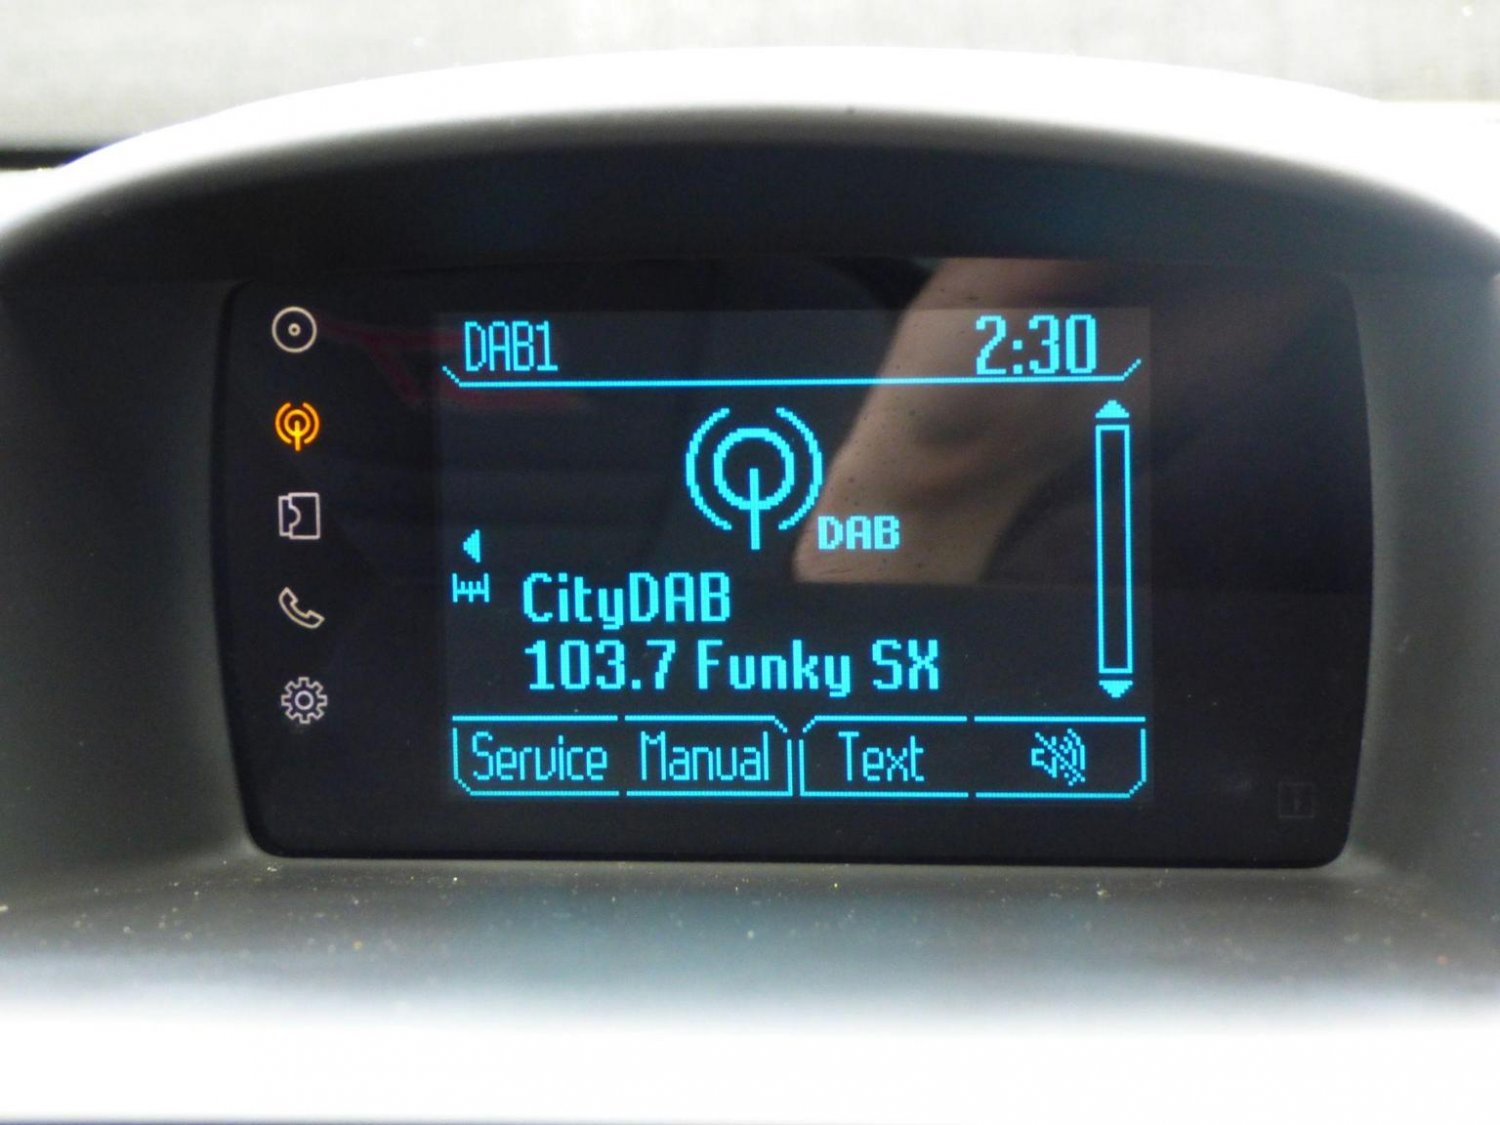 DAB1 2:30
DAB
CityDAB
103.7 Funky SX
Service Manual Text